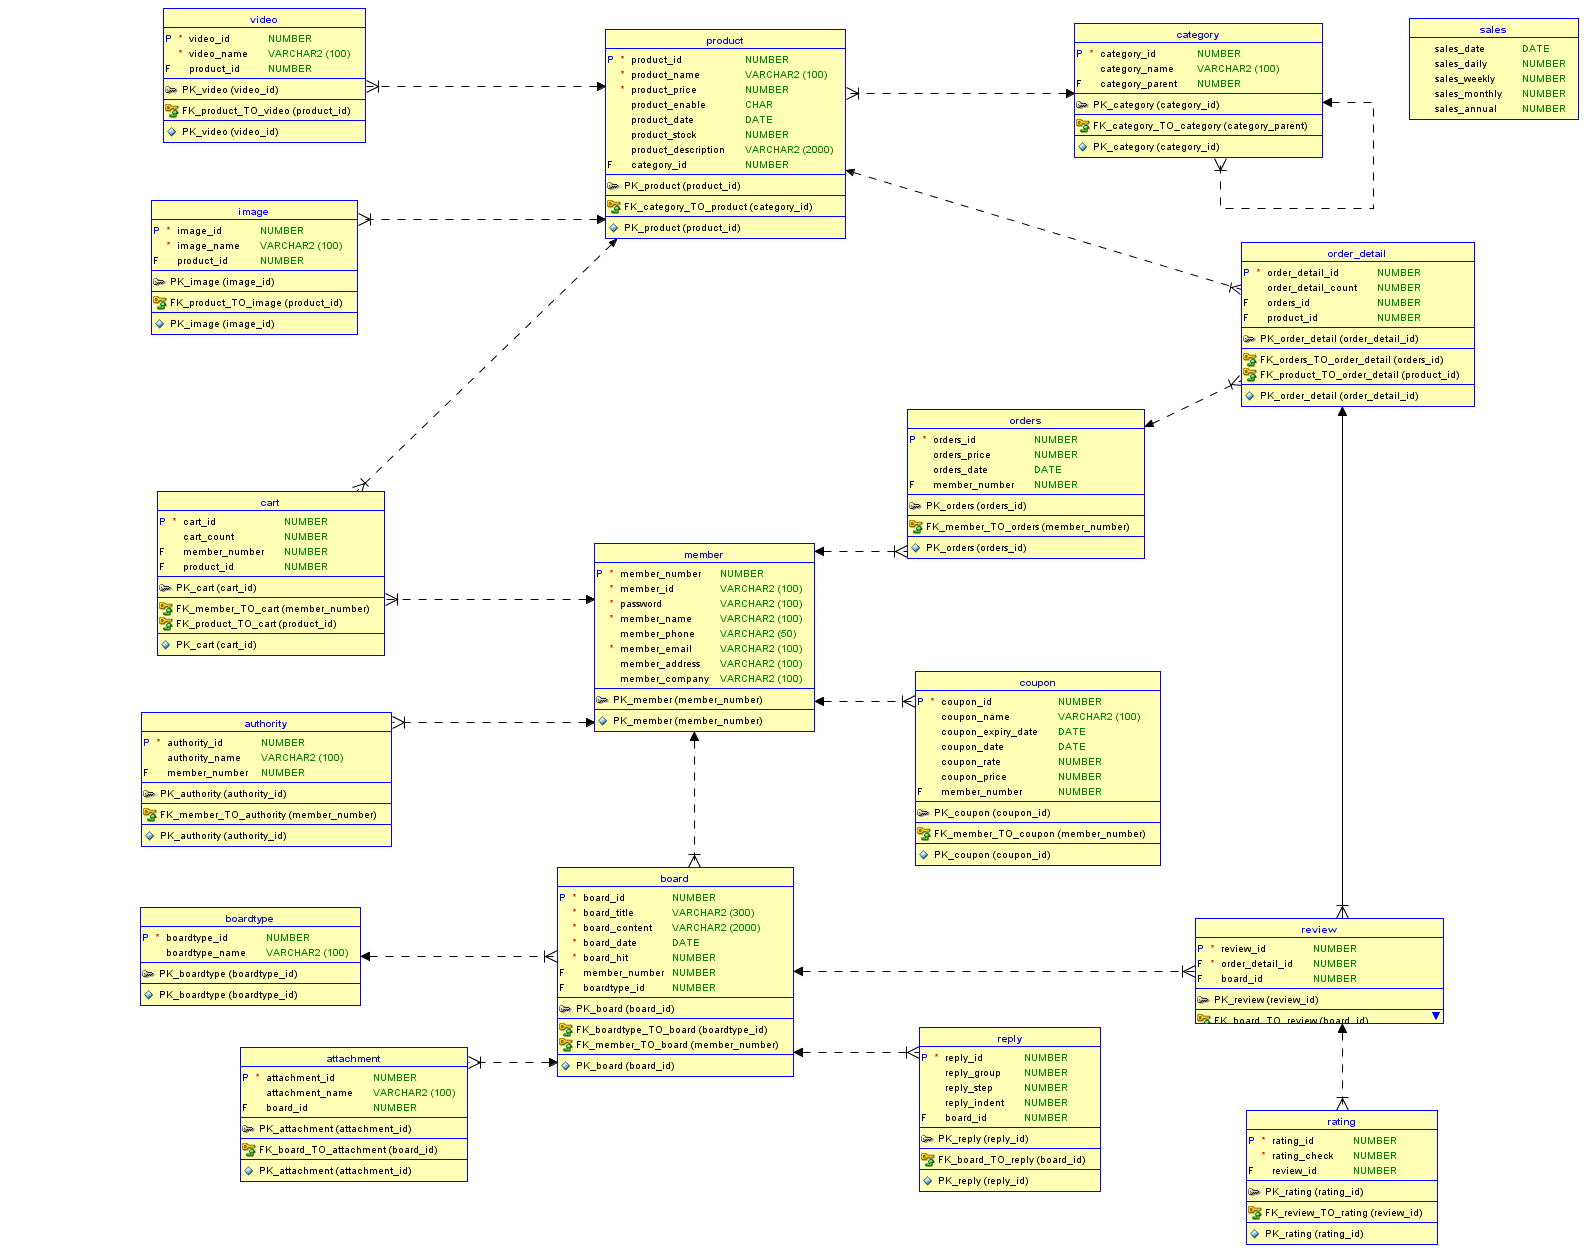 video
P * video_id NUMBER
* video_name VARCHAR2 (100)
F product_id NUMBER
PK_video (video_id)
FK_product_TO_video (product_id)
PK_video (video_id)
product
P * product_id NUMBER
* product_name VARCHAR2 (100)
* product_price NUMBER
product_enable CHAR
product_date DATE
product_stock NUMBER
product_description VARCHAR2 (2000)
F category_id NUMBER
PK_product (product_id)
FK_category_TO_product (category_id)
PK_product (product_id)
category
P * category_id NUMBER
category_name VARCHAR2 (100)
F category_parent NUMBER
PK_category (category_id)
FK_category_TO_category (category_parent)
PK_category (category_id)
sales
sales_date DATE
sales_daily NUMBER
sales_weekly NUMBER
sales_monthly NUMBER
sales_annual NUMBER
image
P * image_id NUMBER
* image_name VARCHAR2 (100)
F product_id NUMBER
PK_image (image_id)
FK_product_TO_image (product_id)
PK_image (image_id)
order_detail
P * order_detail_id NUMBER
order_detail_count NUMBER
F orders_id NUMBER
F product_id NUMBER
PK_order_detail (order_detail_id)
FK_orders_TO_order_detail (orders_id)
FK_product_TO_order_detail (product_id)
PK_order_detail (order_detail_id)
orders
P * orders_id NUMBER
orders_price NUMBER
orders_date DATE
F member_number NUMBER
PK_orders (orders_id)
FK_member_TO_orders (member_number)
PK_orders (orders_id)
cart
P * cart_id NUMBER
cart_count NUMBER
F member_number NUMBER
F product_id NUMBER
PK_cart (cart_id)
FK_member_TO_cart (member_number)
FK_product_TO_cart (product_id)
PK_cart (cart_id)
member
P * member_number NUMBER
* member_id VARCHAR2 (100)
* password VARCHAR2 (100)
* member_name VARCHAR2 (100)
member_phone VARCHAR2 (50)
* member_email VARCHAR2 (100)
member_address VARCHAR2 (100)
member_company VARCHAR2 (100)
PK_member (member_number)
PK_member (member_number)
coupon
P * coupon_id NUMBER
coupon_name VARCHAR2 (100)
coupon_expiry_date DATE
coupon_date DATE
coupon_rate NUMBER
coupon_price NUMBER
F member_number NUMBER
PK_coupon (coupon_id)
FK_member_TO_coupon (member_number)
PK_coupon (coupon_id)
authority
P * authority_id NUMBER
authority_name VARCHAR2 (100)
F member_number NUMBER
PK_authority (authority_id)
FK_member_TO_authority (member_number)
PK_authority (authority_id)
board
P * board_id NUMBER
* board_title VARCHAR2 (300)
* board_content VARCHAR2 (2000)
* board_date DATE
* board_hit NUMBER
F member_number NUMBER
F boardtype_id NUMBER
PK_board (board_id)
FK_boardtype_TO_board (boardtype_id)
FK_member_TO_board (member_number)
PK_board (board_id)
boardtype
P * boardtype_id NUMBER
boardtype_name VARCHAR2 (100)
PK_boardtype (boardtype_id)
PK_boardtype (boardtype_id)
review
P * review_id NUMBER
F * order_detail_id NUMBER
F board_id NUMBER
PK_review (review_id)
FK_board_TO_review (board_id)
attachment
P * attachment_id NUMBER
attachment_name VARCHAR2 (100)
F board_id NUMBER
PK_attachment (attachment_id)
FK_board_TO_attachment (board_id)
PK_attachment (attachment_id)
reply
P * reply_id NUMBER
reply_group NUMBER
reply_step NUMBER
reply_indent NUMBER
F board_id NUMBER
PK_reply (reply_id)
FK_board_TO_reply (board_id)
PK_reply (reply_id)
rating
P * rating_id NUMBER
* rating_check NUMBER
F review_id NUMBER
PK_rating (rating_id)
FK_review_TO_rating (review_id)
PK_rating (rating_id)